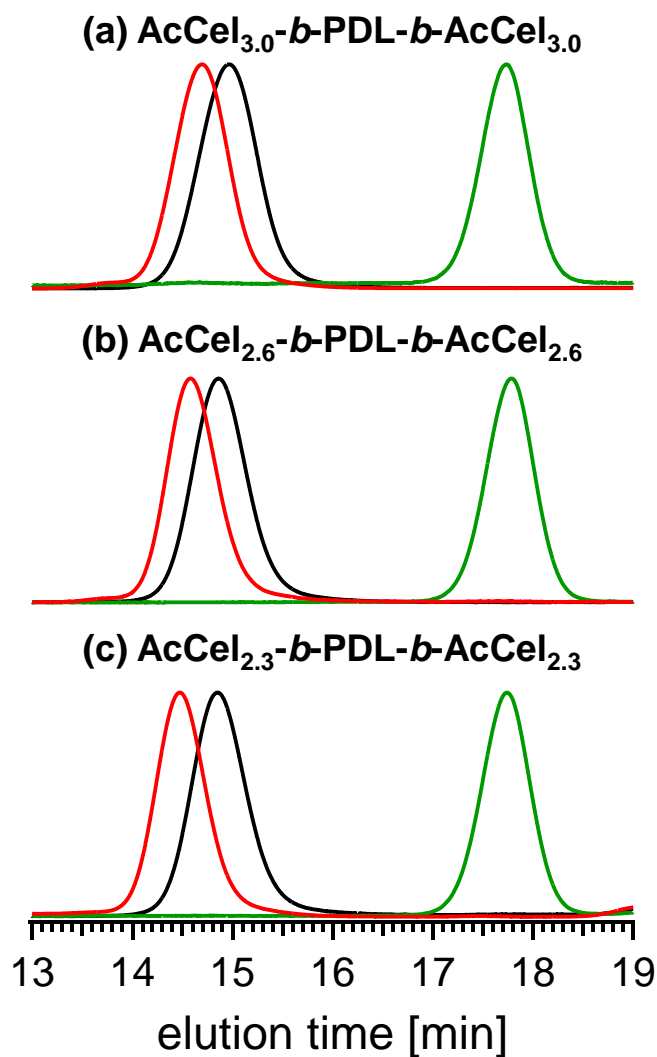 (a) AcCel3.0-b-PDL-b-AcCel3.0
(b) AcCel2.6-b-PDL-b-AcCel2.6
(c) AcCel2.3-b-PDL-b-AcCel2.3
13 14 15 16 17 18 19
elution time [min]